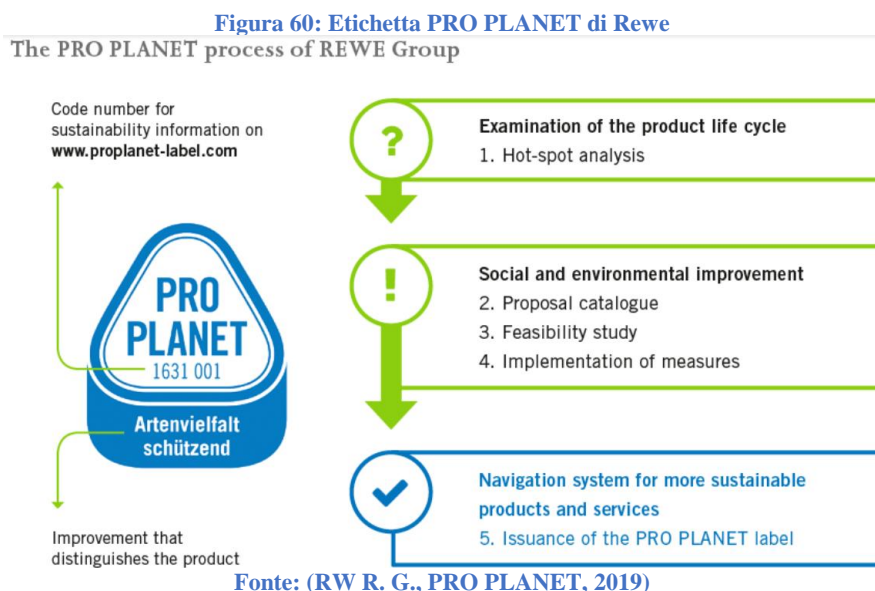 Figura 60: Etichetta PRO PLANET di Rewe
The PRO PLANET process of REWE Group
Code number for
sustainability information on
www.proplanet-label.com
PRO
PLANET
1631 001
Artenvielfalt
schützend
Improvement that
distinguishes the product
?
Examination of the product life cycle
1. Hot-spot analysis
!
Social and environmental improvement
2. Proposal catalogue
3. Feasibility study
4. Implementation of measures
Navigation system for more sustainable
products and services
5. Issuance of the PRO PLANET label
Fonte: (RW R. G., PRO PLANET, 2019)